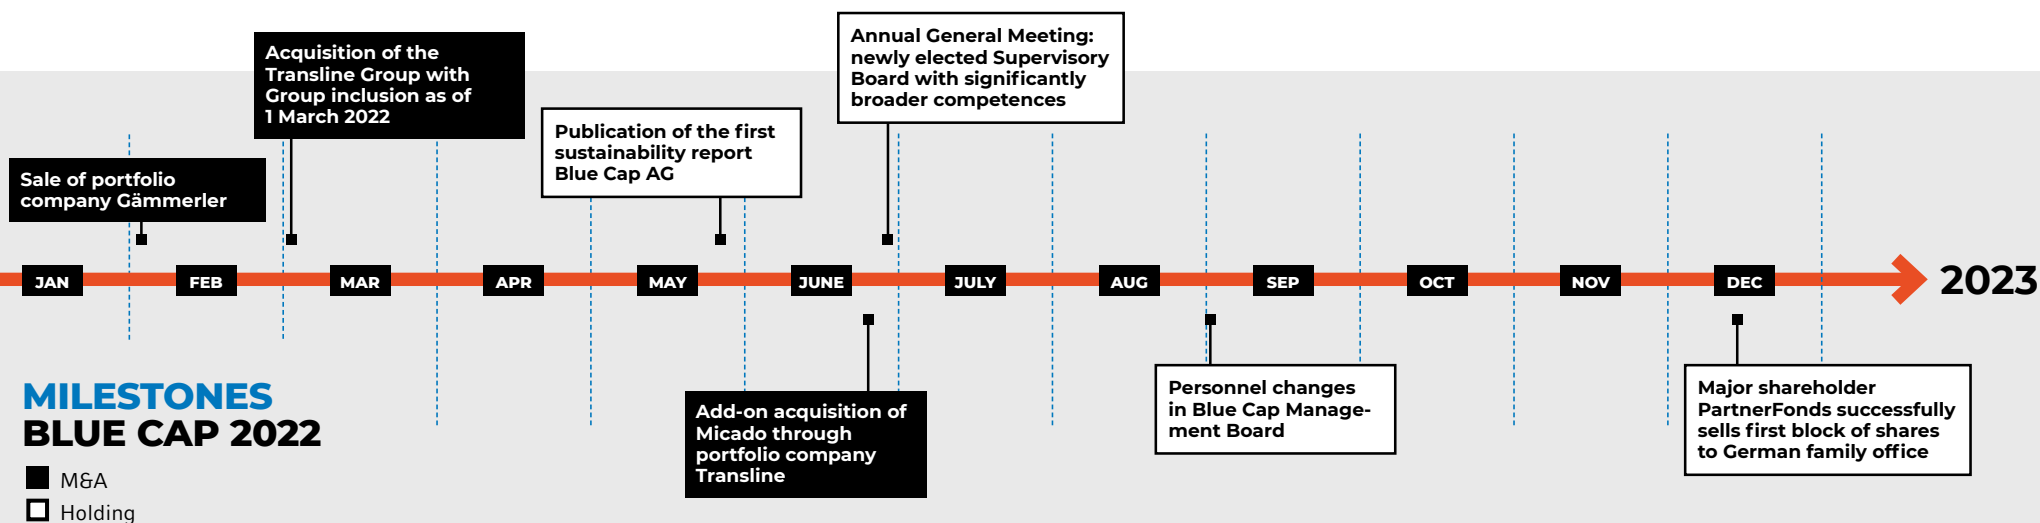 Annual General Meeting:
newly elected Supervisory
Board with significantly
broader competences
Acquisition of the
Transline Group with
Group inclusion as of
1 March 2022
Publication of the first
sustainability report
Blue Cap AG
Sale of portfolio
company Gämmerler
JAN
FEB
MAR
APR
MAY
JUNE
JULY
AUG
SEP
OCT
NOV
DEC
2023
Add-on acquisition of
Micado through
portfolio company
Transline
Personnel changes
in Blue Cap Manage-
ment Board
Major shareholder
PartnerFonds successfully
sells first block of shares
to German family office
MILESTONES
BLUE CAP 2022
M&A
Holding